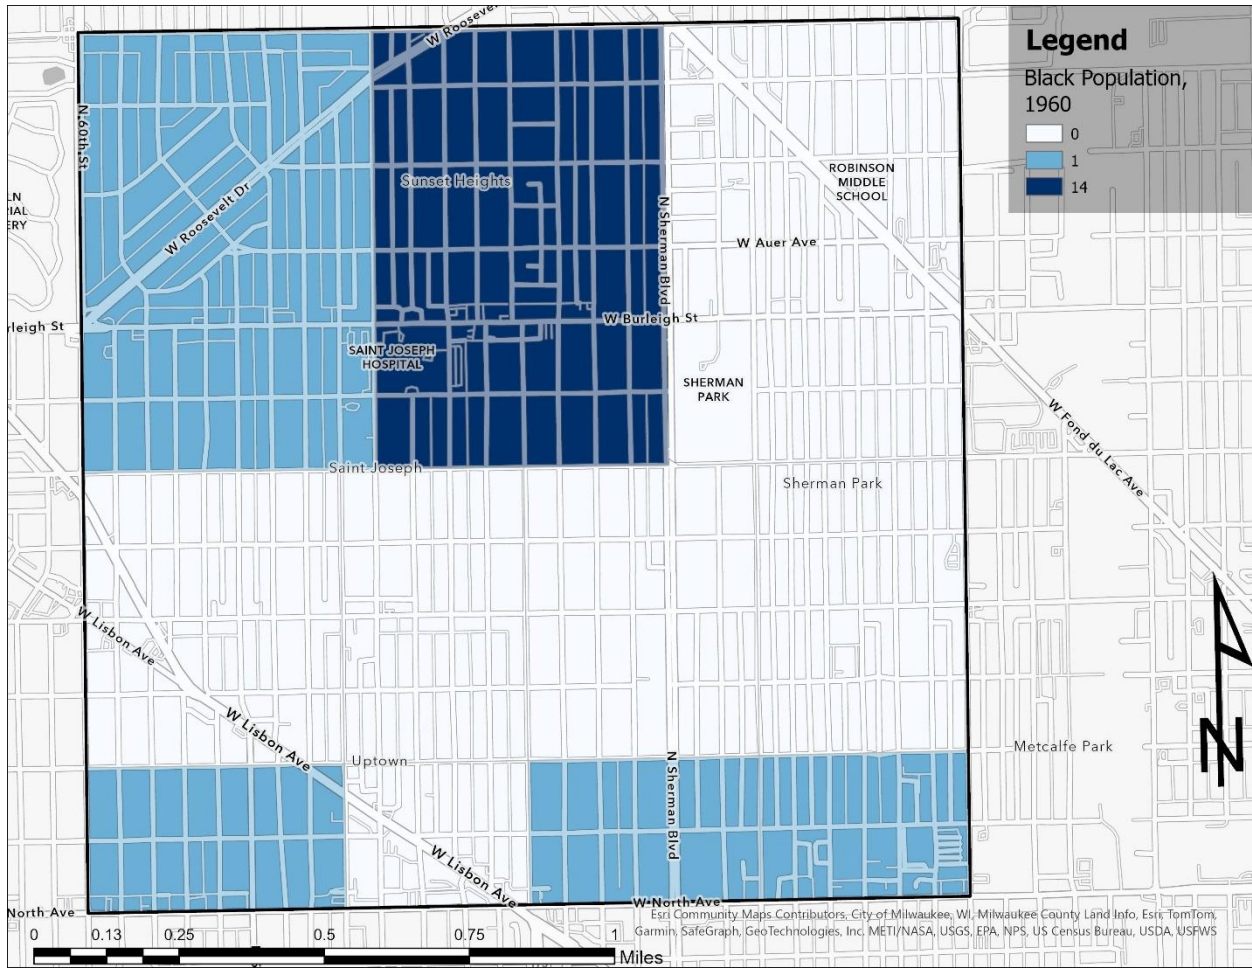 W Roosevelt
Legend
Black Population,
1960
0
1
14
N 60th St
ROBINSON
MIDDLE
SCHOOL
Sunset Heights
LN
RIAL
ERY
W Roosevelt Dr
N Sherman Blvd
W Auer Ave
rleigh St
W Burleigh St
SAINT JOSEPH
HOSPITAL
SHERMAN
PARK
W Fond du Lac Ave
Saint Joseph
Sherman Park
W Lisbon Ave
W Lisbon Ave
Uptown
Metcalfe Park
N
N Sherman Blvd
W Lisbon Ave
North Ave
W North Ave
Esri Community Maps Contributors, City of Milwaukee, WI, Milwaukee County Land Info, Esri, TomTom,
Garmin, SafeGraph, GeoTechnologies, Inc, METI/NASA, USGS, EPA, NPS, US Census Bureau, USDA, USFWS
0 0.13 0.25 0.5 0.75 1
Miles